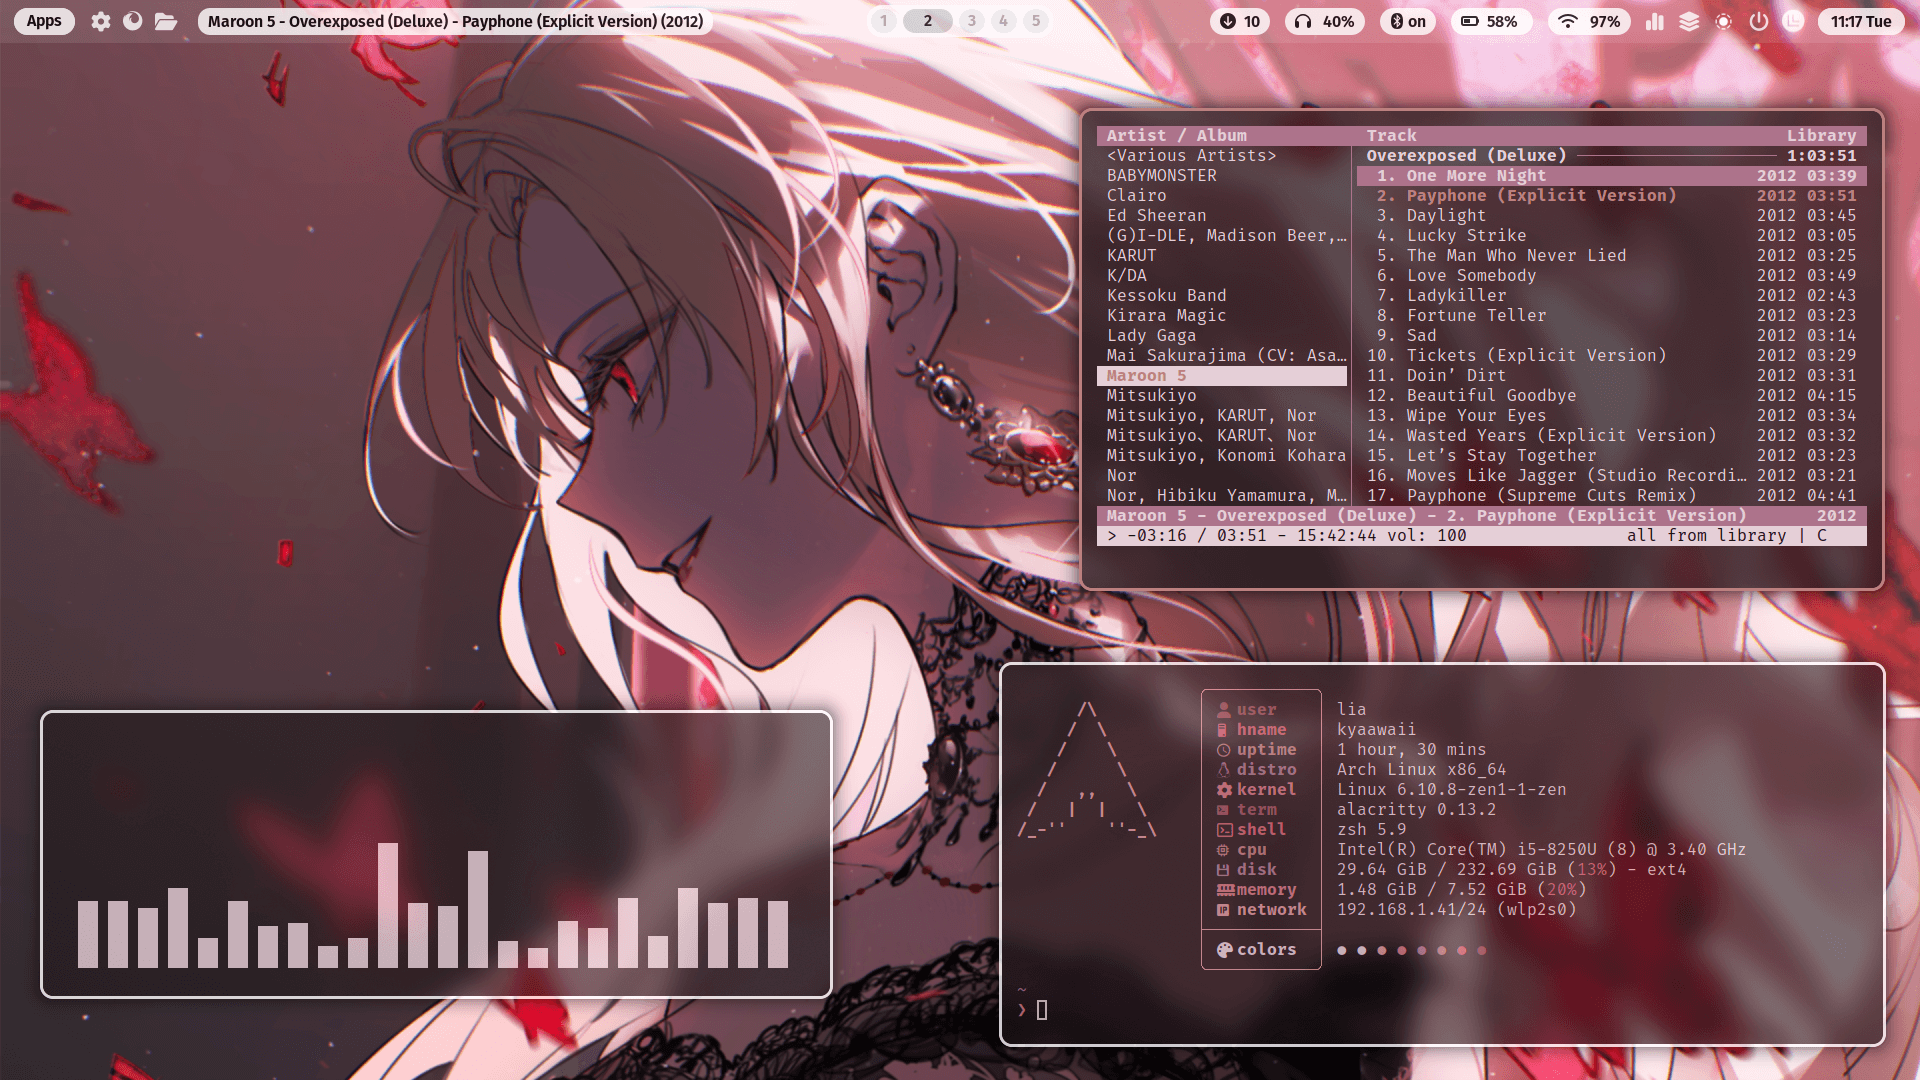 Apps
Maroon 5 - Overexposed (Deluxe) - Payphone (Explicit Version) (2012)
1 2 3 4 5
10 40% on 58% 97% 11:17 Tue
Artist / Album
<Various Artists>
BABYMONSTER
Clairo
Ed Sheeran
(G)I-DLE, Madison Beer,…
KARUT
K/DA
Kessoku Band
Kirara Magic
Lady Gaga
Mai Sakurajima (CV: Asa…
Maroon 5
Mitsukiyo
Mitsukiyo, KARUT, Nor
Mitsukiyo、KARUT、Nor
Mitsukiyo, Konomi Kohara
Nor
Nor, Hibiku Yamamura, M…
Track Library
Overexposed (Deluxe) 1:03:51
1. One More Night 2012 03:39
2. Payphone (Explicit Version) 2012 03:51
3. Daylight 2012 03:45
4. Lucky Strike 2012 03:05
5. The Man Who Never Lied 2012 03:25
6. Love Somebody 2012 03:49
7. Ladykiller 2012 02:43
8. Fortune Teller 2012 03:23
9. Sad 2012 03:14
10. Tickets (Explicit Version) 2012 03:29
11. Doin’ Dirt 2012 03:31
12. Beautiful Goodbye 2012 04:15
13. Wipe Your Eyes 2012 03:34
14. Wasted Years (Explicit Version) 2012 03:32
15. Let’s Stay Together 2012 03:23
16. Moves Like Jagger (Studio Recordi… 2012 03:21
17. Payphone (Supreme Cuts Remix) 2012 04:41
Maroon 5 - Overexposed (Deluxe) - 2. Payphone (Explicit Version) 2012
> -03:16 / 03:51 - 15:42:44 vol: 100 all from library | C
user lia
hname kyaawaii
uptime 1 hour, 30 mins
distro Arch Linux x86_64
kernel Linux 6.10.8-zen1-1-zen
term alacritty 0.13.2
shell zsh 5.9
cpu Intel(R) Core(TM) i5-8250U (8) @ 3.40 GHz
disk 29.64 GiB / 232.69 GiB (13%) - ext4
memory 1.48 GiB / 7.52 GiB (20%)
network 192.168.1.41/24 (wlp2s0)
colors
~
❯